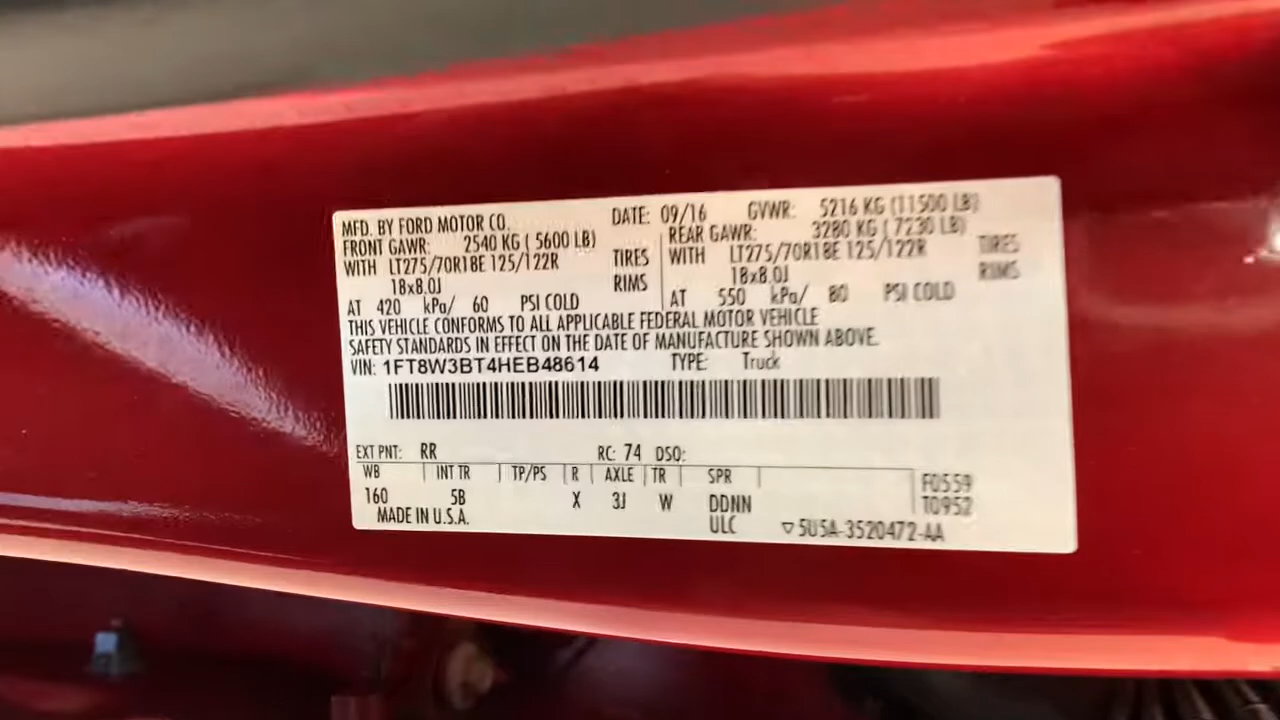 MFD. BY FORD MOTOR CO. DATE: 09/16 GVWR: 5216 KG (11500 LB)
FRONT GAWR: 2540 KG ( 5600 LB) REAR GAWR: 3280 KG ( 7230 LB)
WITH LT275/70R18E 125/122R TIRES WITH LT275/70R18E 125/122R TIRES
18x8.0J RIMS 18x8.0J RIMS
AT 420 kPa/ 60 PSI COLD AT 550 kPa/ 80 PSI COLD
THIS VEHICLE CONFORMS TO ALL APPLICABLE FEDERAL MOTOR VEHICLE
SAFETY STANDARDS IN EFFECT ON THE DATE OF MANUFACTURE SHOWN ABOVE.
VIN: 1FT8W3BT4HEB48614 TYPE: Truck
EXT PNT: RR RC: 74 DSO:
WB INT TR TP/PS R AXLE TR SPR F0559
160 5B X 3J W DDNN T0952
MADE IN U.S.A. ULC ▽5U5A-3520472-AA